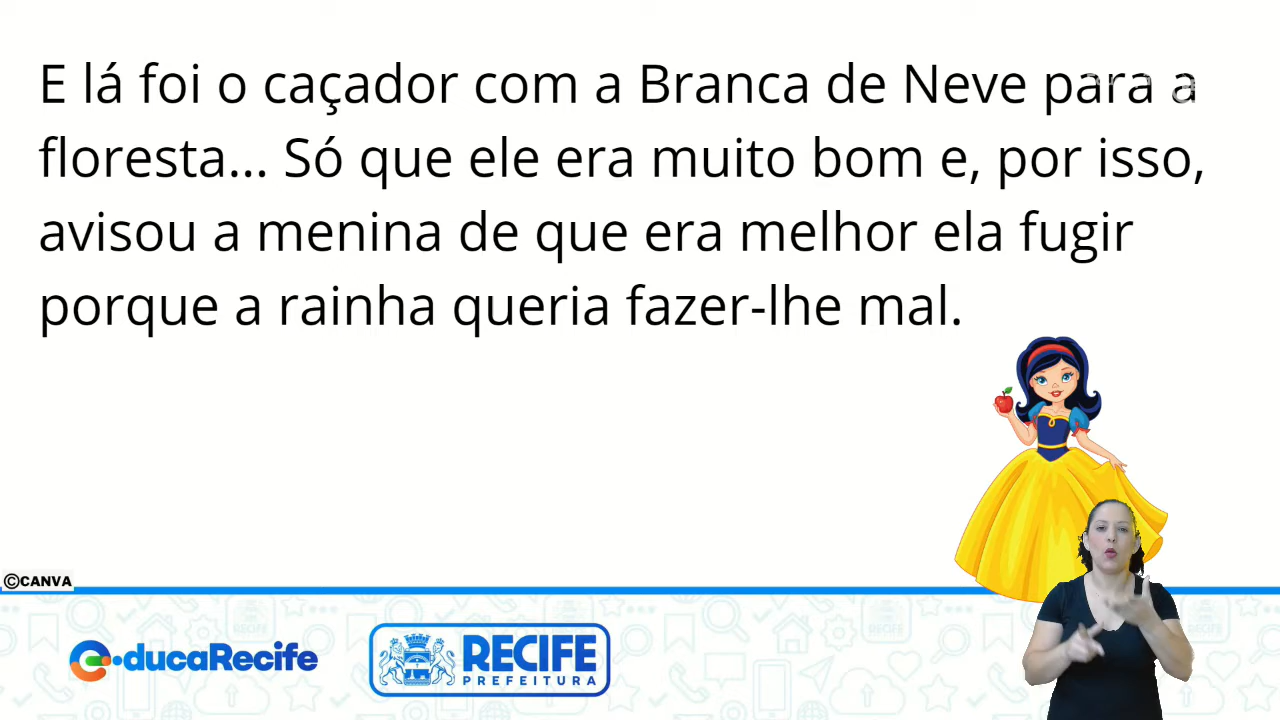 E lá foi o caçador com a Branca de Neve para a
floresta... Só que ele era muito bom e, por isso,
avisou a menina de que era melhor ela fugir
porque a rainha queria fazer-lhe mal.
©CANVA
ducaRecife
RECIFE
PREFEITURA